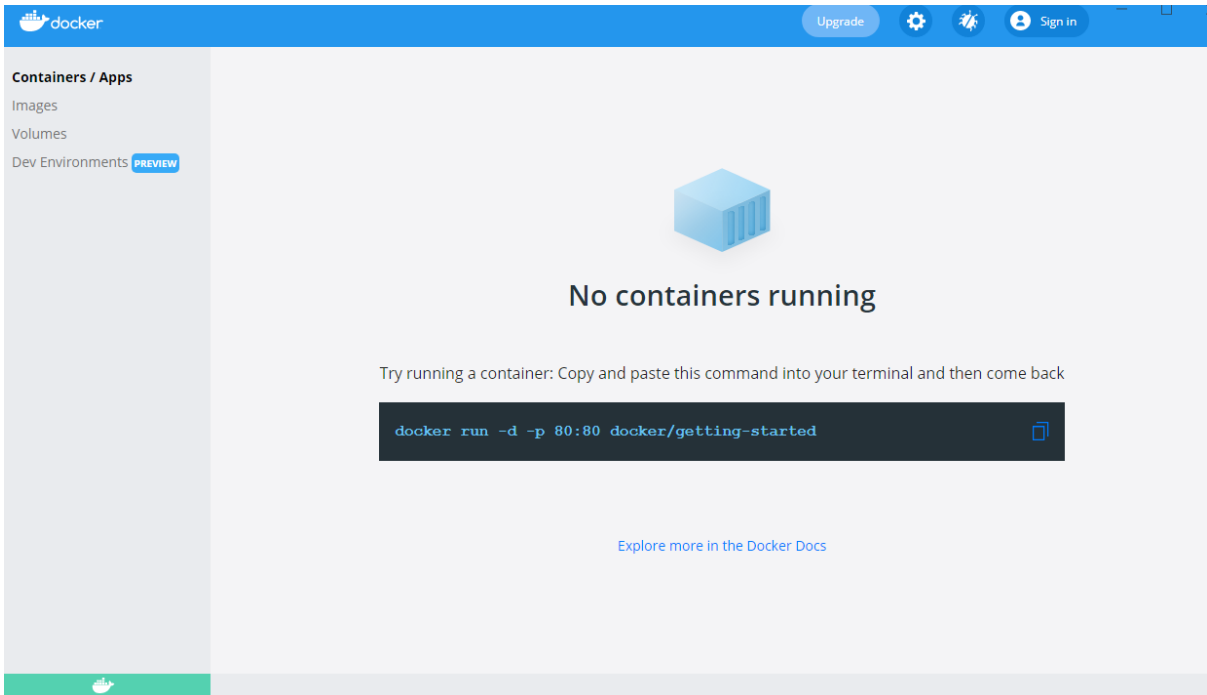 docker
Upgrade
Sign in
Containers / Apps
Images
Volumes
Dev Environments PREVIEW
No containers running
Try running a container: Copy and paste this command into your terminal and then come back
docker run -d -p 80:80 docker/getting-started
Explore more in the Docker Docs